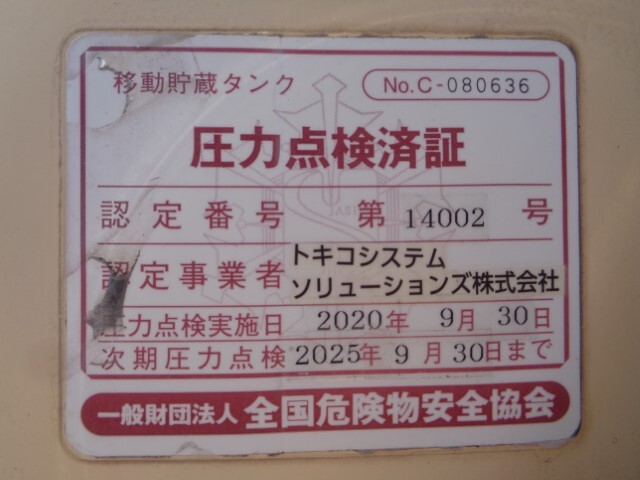 移動貯蔵タンク No.C-080636
圧力点検済証
認定番号 第 14002 号
認定事業者 トキコシステム
ソリューションズ株式会社
圧力点検実施日 2020年 9月 30日
次期圧力点検 2025年 9月 30日まで
一般財団法人 全国危険物安全協会